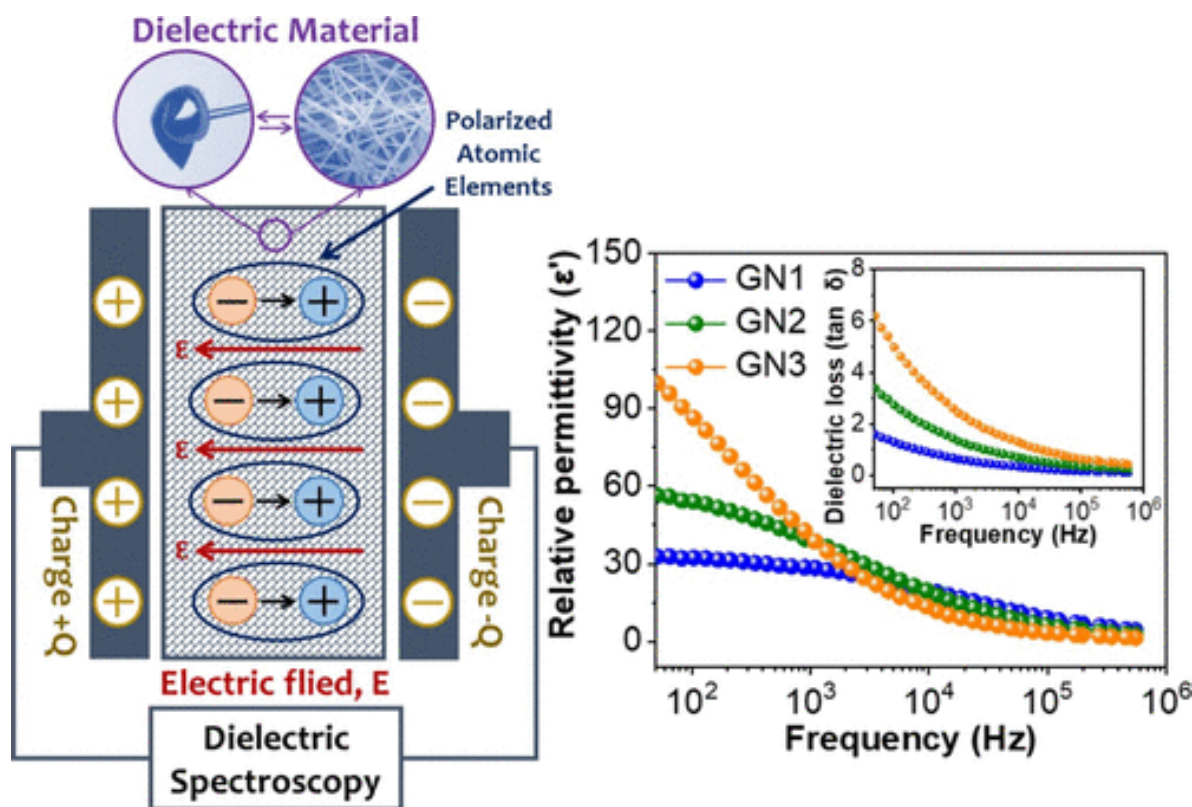 Dielectric Material
Polarized
Atomic
Elements
+
−
− → +
E
+
−
− → +
E
+
−
− → +
E
+
−
− → +
Charge +Q
Charge -Q
Electric flied, E
Dielectric
Spectroscopy
Relative permittivity (ε')
150
120
90
60
30
0
10²
10³
10⁴
10⁵
10⁶
Frequency (Hz)
GN1
GN2
GN3
Dielectric loss (tan δ)
8
6
4
2
0
10²
10³
10⁴
10⁵
10⁶
Frequency (Hz)